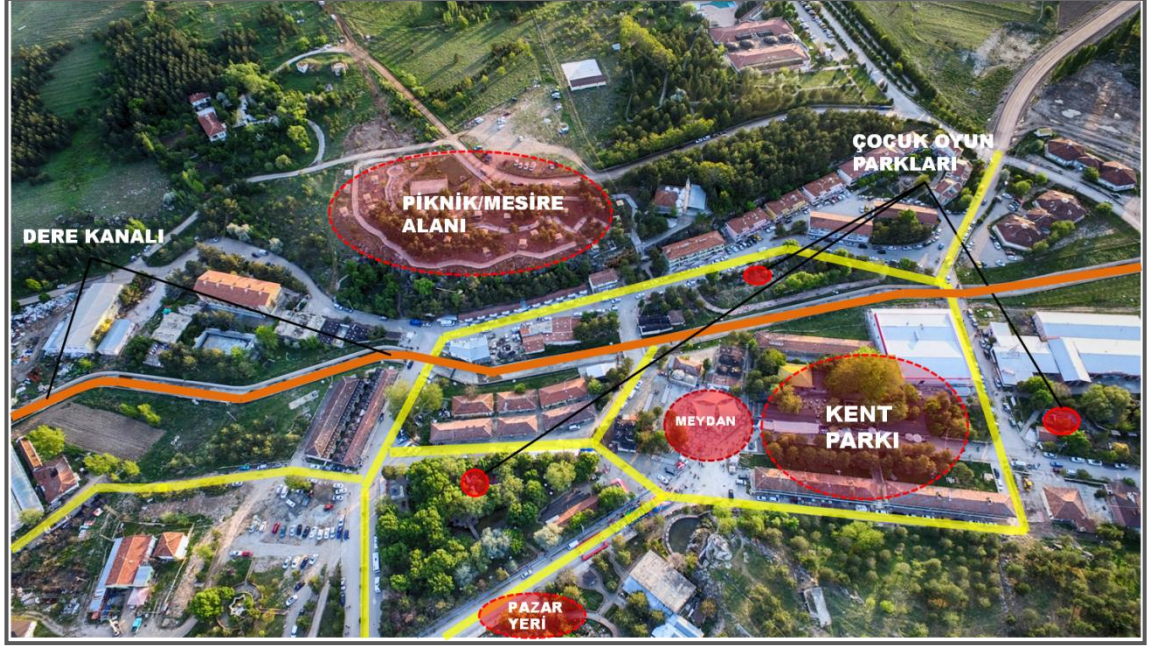 ÇOCUK OYUN
PARKLARI
PİKNİK/MESİRE
ALANI
DERE KANALI
MEYDAN
KENT
PARKI
PAZAR
YERİ